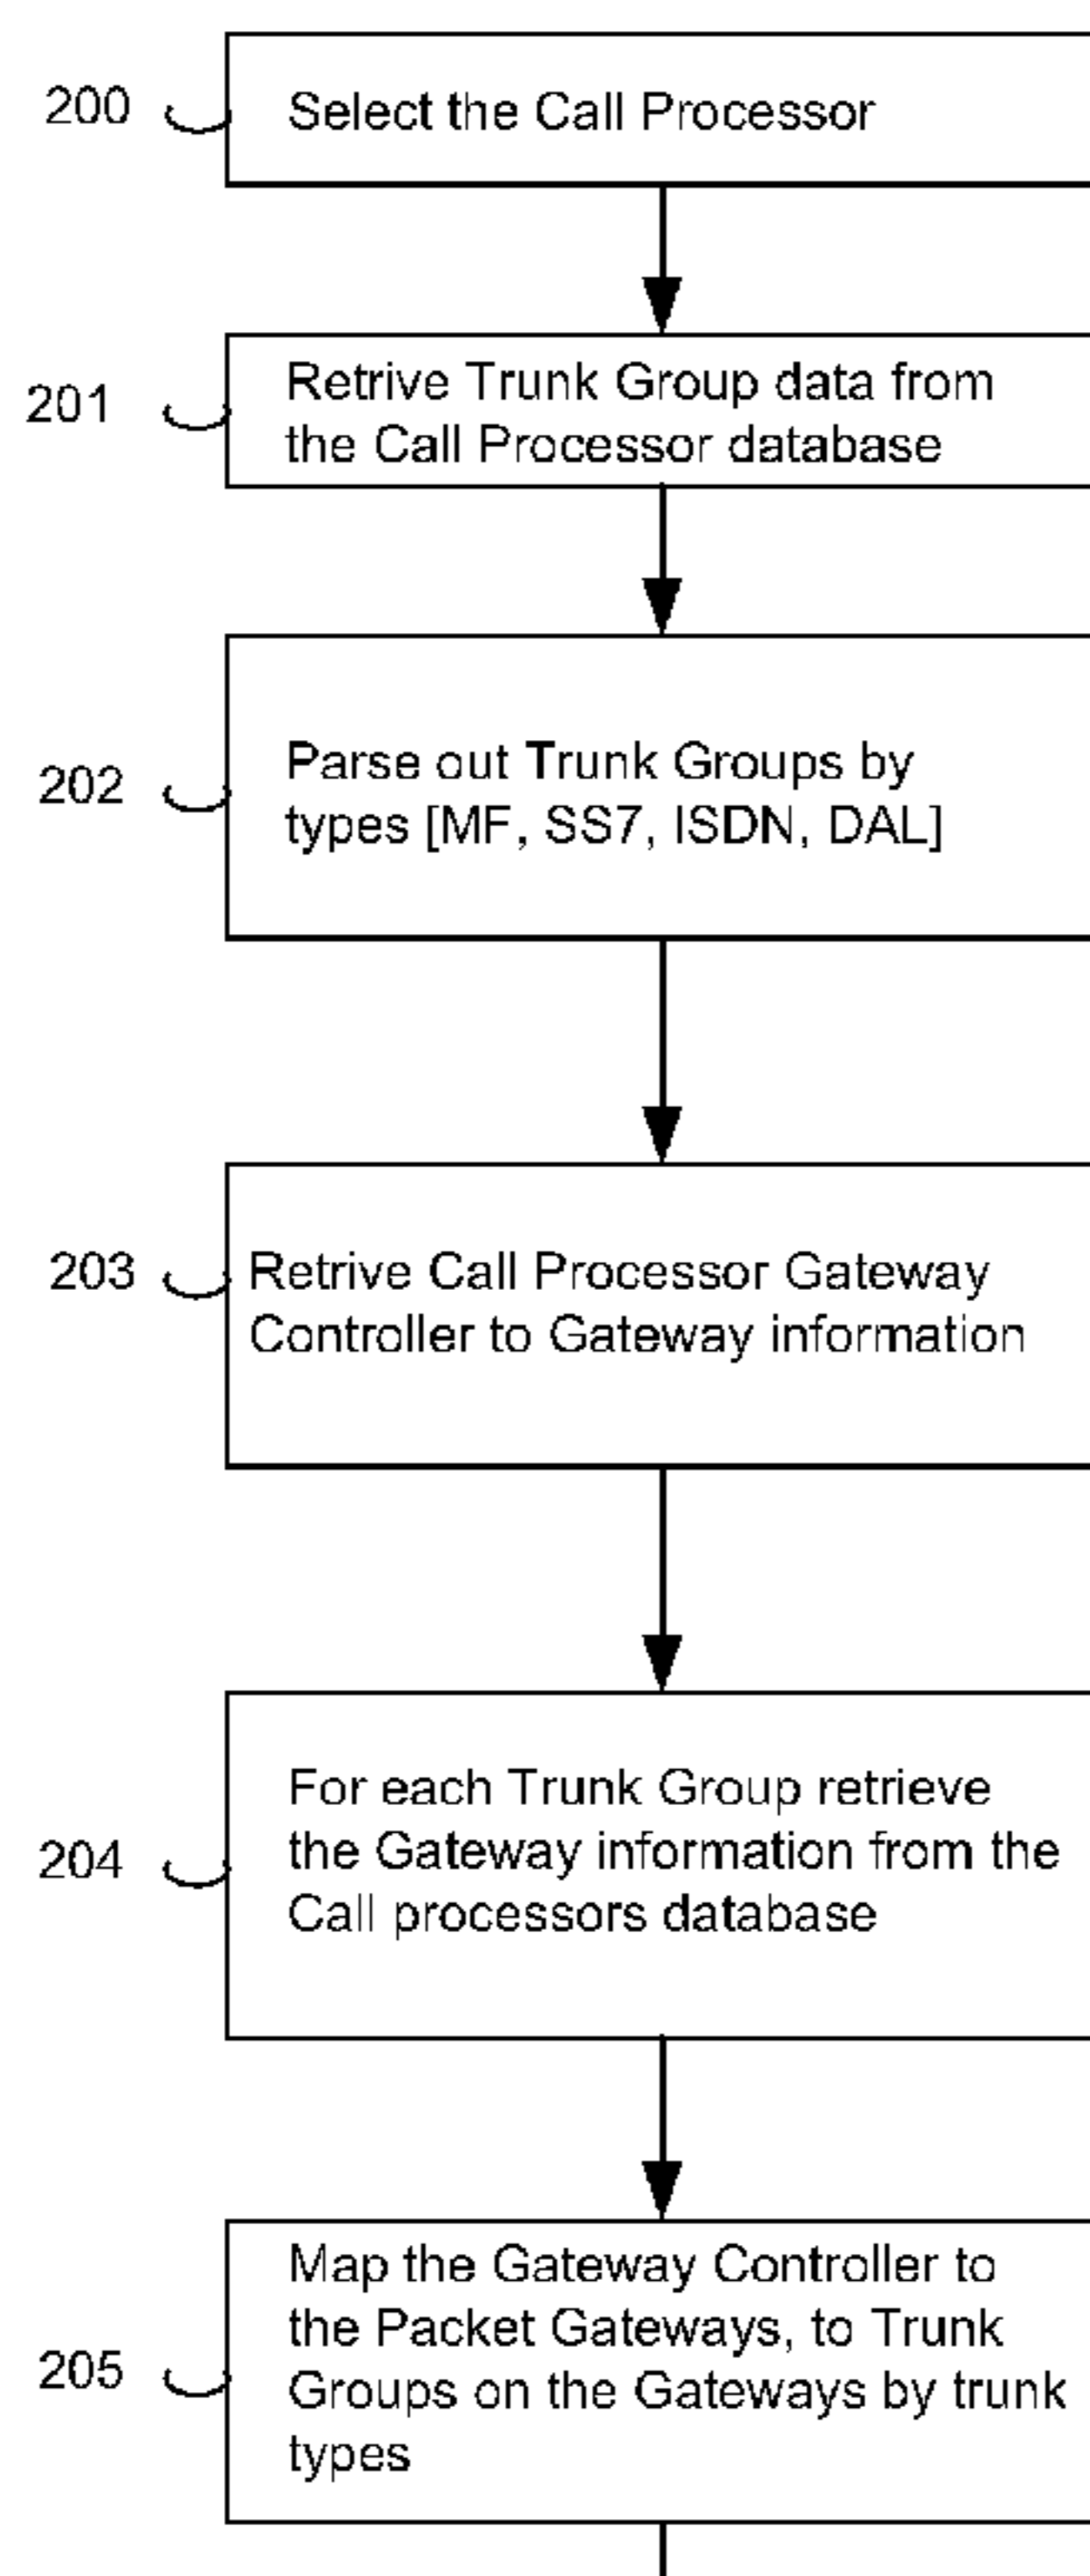 200 Select the Call Processor
201 Retrive Trunk Group data from
the Call Processor database
202 Parse out Trunk Groups by
types [MF, SS7, ISDN, DAL]
203 Retrive Call Processor Gateway
Controller to Gateway information
204 For each Trunk Group retrieve
the Gateway information from the
Call processors database
205 Map the Gateway Controller to
the Packet Gateways, to Trunk
Groups on the Gateways by trunk
types